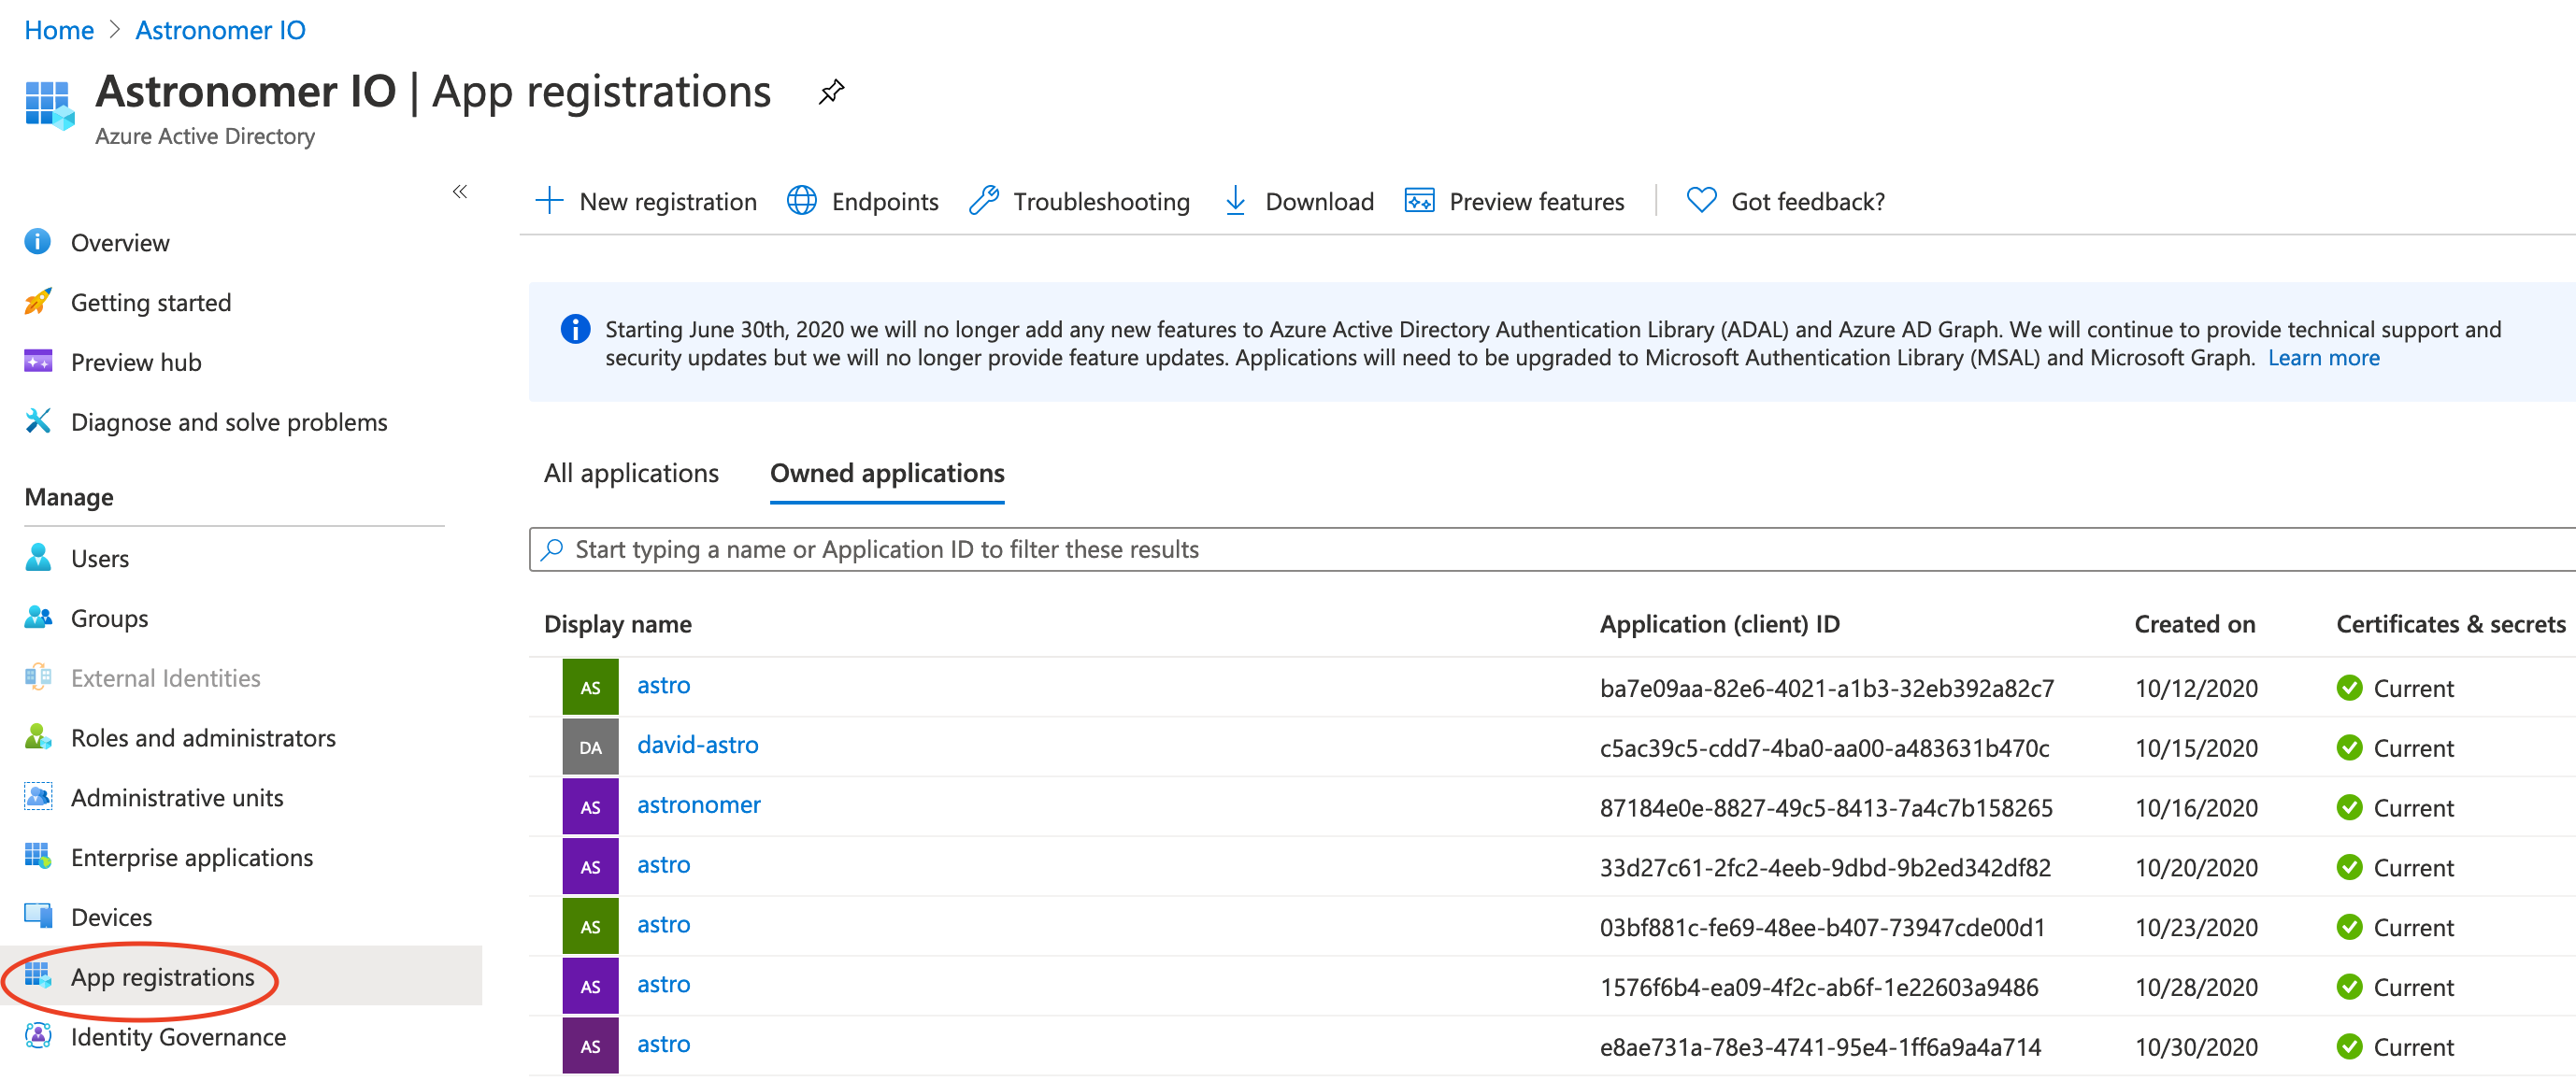 Home > Astronomer IO
Astronomer IO | App registrations
Azure Active Directory
«
Overview
Getting started
Preview hub
Diagnose and solve problems
Manage
Users
Groups
External Identities
Roles and administrators
Administrative units
Enterprise applications
Devices
App registrations
Identity Governance
New registration Endpoints Troubleshooting Download Preview features Got feedback?
Starting June 30th, 2020 we will no longer add any new features to Azure Active Directory Authentication Library (ADAL) and Azure AD Graph. We will continue to provide technical support and
security updates but we will no longer provide feature updates. Applications will need to be upgraded to Microsoft Authentication Library (MSAL) and Microsoft Graph. Learn more
All applications Owned applications
Start typing a name or Application ID to filter these results
Display name Application (client) ID Created on Certificates & secrets
AS astro ba7e09aa-82e6-4021-a1b3-32eb392a82c7 10/12/2020 Current
DA david-astro c5ac39c5-cdd7-4ba0-aa00-a483631b470c 10/15/2020 Current
AS astronomer 87184e0e-8827-49c5-8413-7a4c7b158265 10/16/2020 Current
AS astro 33d27c61-2fc2-4eeb-9dbd-9b2ed342df82 10/20/2020 Current
AS astro 03bf881c-fe69-48ee-b407-73947cde00d1 10/23/2020 Current
AS astro 1576f6b4-ea09-4f2c-ab6f-1e22603a9486 10/28/2020 Current
AS astro e8ae731a-78e3-4741-95e4-1ff6a9a4a714 10/30/2020 Current